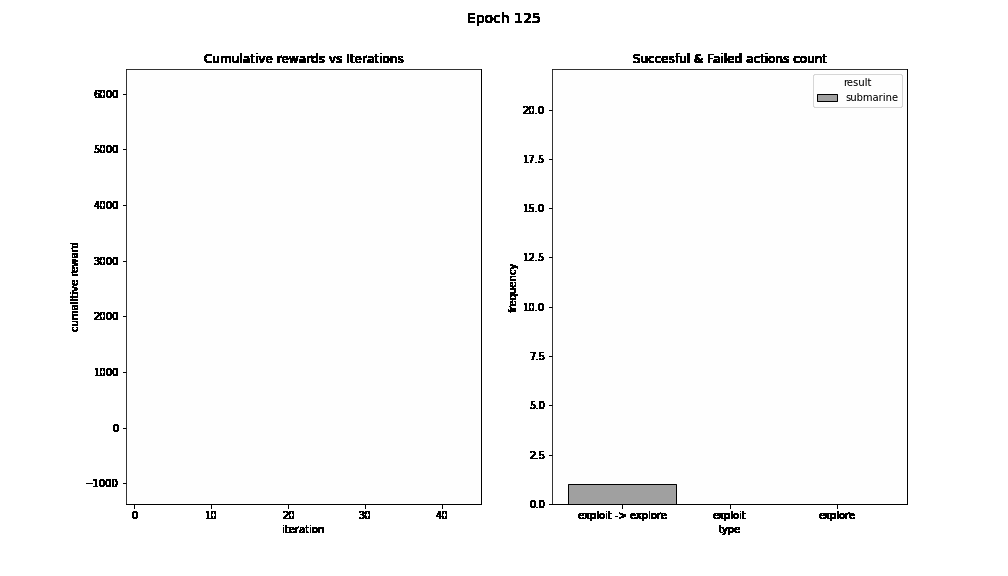 Epoch 125
Cumulative rewards vs Iterations
6000
5000
4000
3000
2000
1000
0
−1000
cumalitive reward
0 10 20 30 40
iteration
Succesful & Failed actions count
result
submarine
20.0
17.5
15.0
12.5
10.0
7.5
5.0
2.5
0.0
frequency
exploit -> explore exploit explore
type